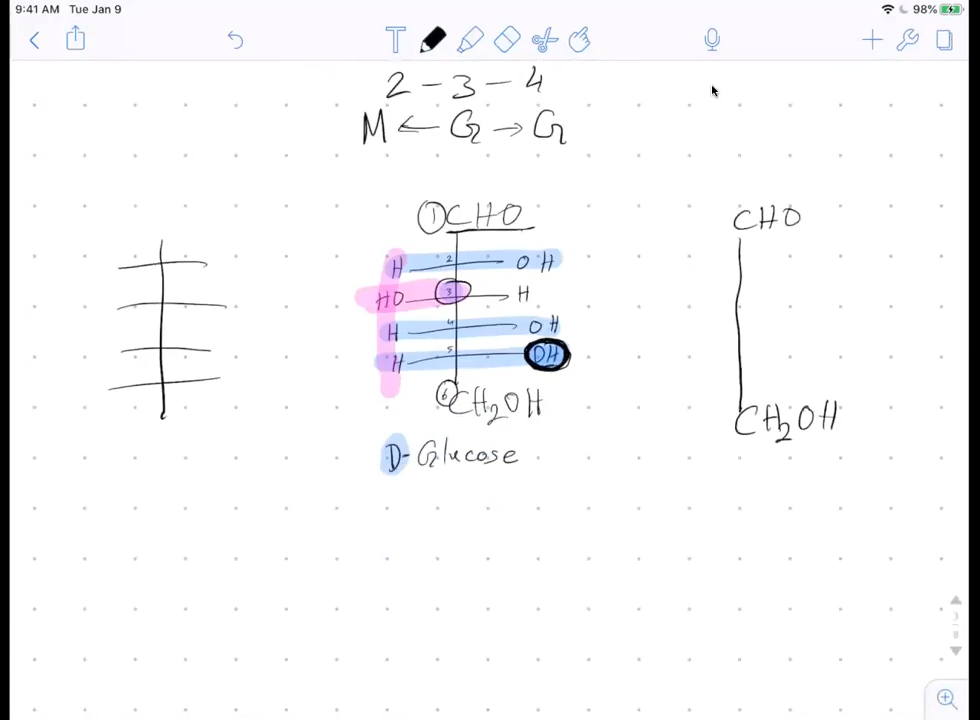 9:41 AM Tue Jan 9
98%
T
2 - 3 - 4
M ← G → G
1 CHO
CHO
H 2 OH
HO 3 H
H 4 OH
H 5 OH
6 CH2OH
CH2OH
D-Glucose